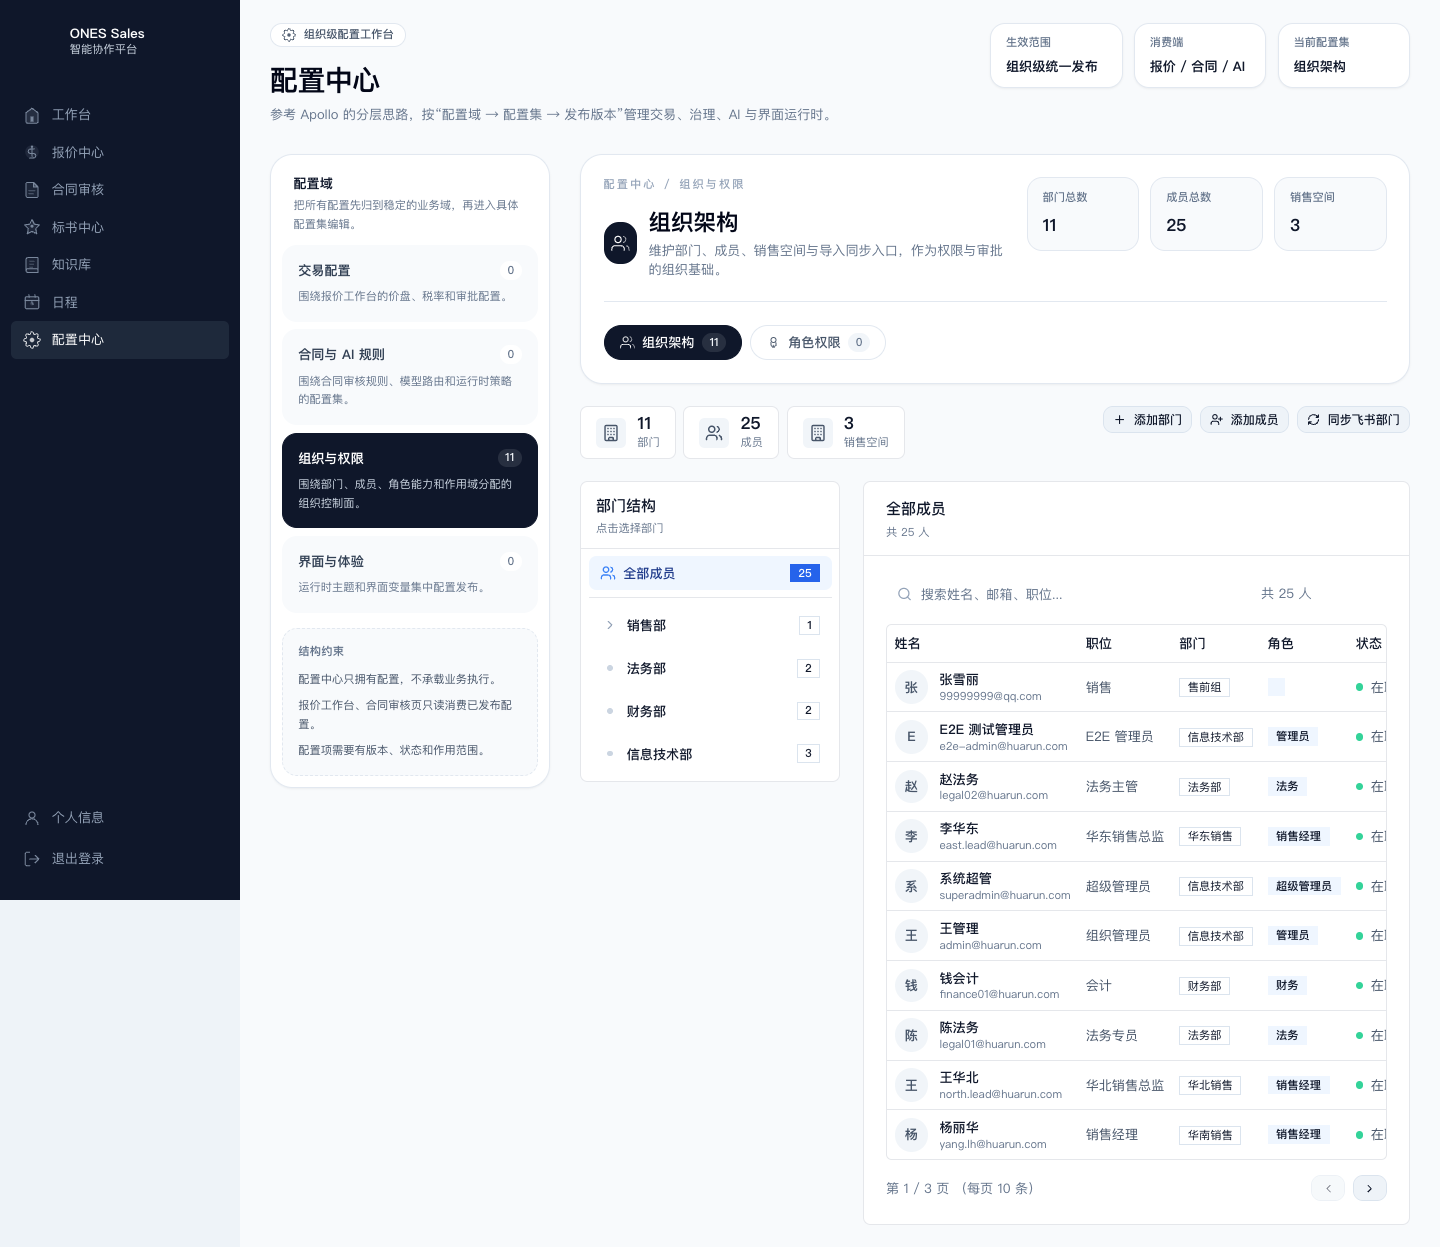 ONES Sales
智能协作平台
工作台
报价中心
合同审核
标书中心
知识库
日程
配置中心
个人信息
退出登录
组织级配置工作台
配置中心
参考 Apollo 的分层思路，按“配置域 → 配置集 → 发布版本”管理交易、治理、AI 与界面运行时。
生效范围
组织级统一发布
消费端
报价 / 合同 / AI
当前配置集
组织架构
配置域
把所有配置先归到稳定的业务域，再进入具体
配置集编辑。
交易配置
0
围绕报价工作台的价盘、税率和审批配置。
合同与 AI 规则
0
围绕合同审核规则、模型路由和运行时策略
的配置集。
组织与权限
11
围绕部门、成员、角色能力和作用域分配的
组织控制面。
界面与体验
0
运行时主题和界面变量集中配置发布。
结构约束
配置中心只拥有配置，不承载业务执行。
报价工作台、合同审核页只读消费已发布配
置。
配置项需要有版本、状态和作用范围。
配置中心 / 组织与权限
组织架构
维护部门、成员、销售空间与导入同步入口，作为权限与审批
的组织基础。
部门总数
11
成员总数
25
销售空间
3
组织架构 11
角色权限 0
11
部门
25
成员
3
销售空间
添加部门
添加成员
同步飞书部门
部门结构
点击选择部门
全部成员 25
销售部 1
法务部 2
财务部 2
信息技术部 3
全部成员
共 25 人
搜索姓名、邮箱、职位...
共 25 人
姓名 职位 部门 角色 状态
张 张雪丽 销售 售前组 在
99999999@qq.com
E E2E 测试管理员 E2E 管理员 信息技术部 管理员 在
e2e-admin@huarun.com
赵 赵法务 法务主管 法务部 法务 在
legal02@huarun.com
李 李华东 华东销售总监 华东销售 销售经理 在
east.lead@huarun.com
系 系统超管 超级管理员 信息技术部 超级管理员 在
superadmin@huarun.com
王 王管理 组织管理员 信息技术部 管理员 在
admin@huarun.com
钱 钱会计 会计 财务部 财务 在
finance01@huarun.com
陈 陈法务 法务专员 法务部 法务 在
legal01@huarun.com
王 王华北 华北销售总监 华北销售 销售经理 在
north.lead@huarun.com
杨 杨丽华 销售经理 华南销售 销售经理 在
yang.lh@huarun.com
第 1 / 3 页 （每页 10 条）